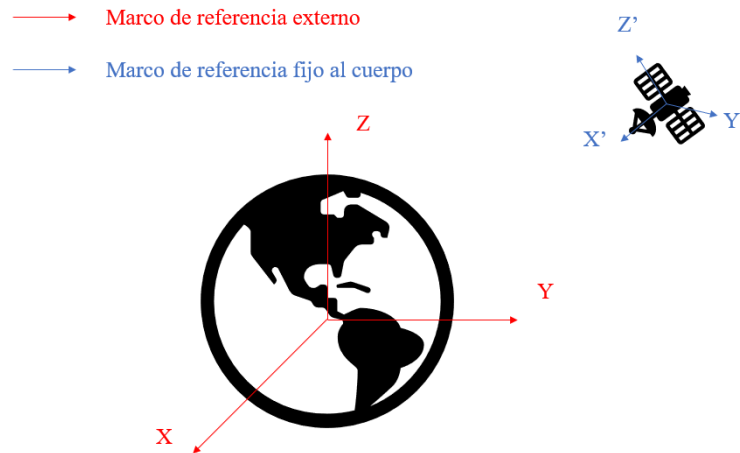 Marco de referencia externo
Marco de referencia fijo al cuerpo
Z’
Y
X’
Z
Y
X